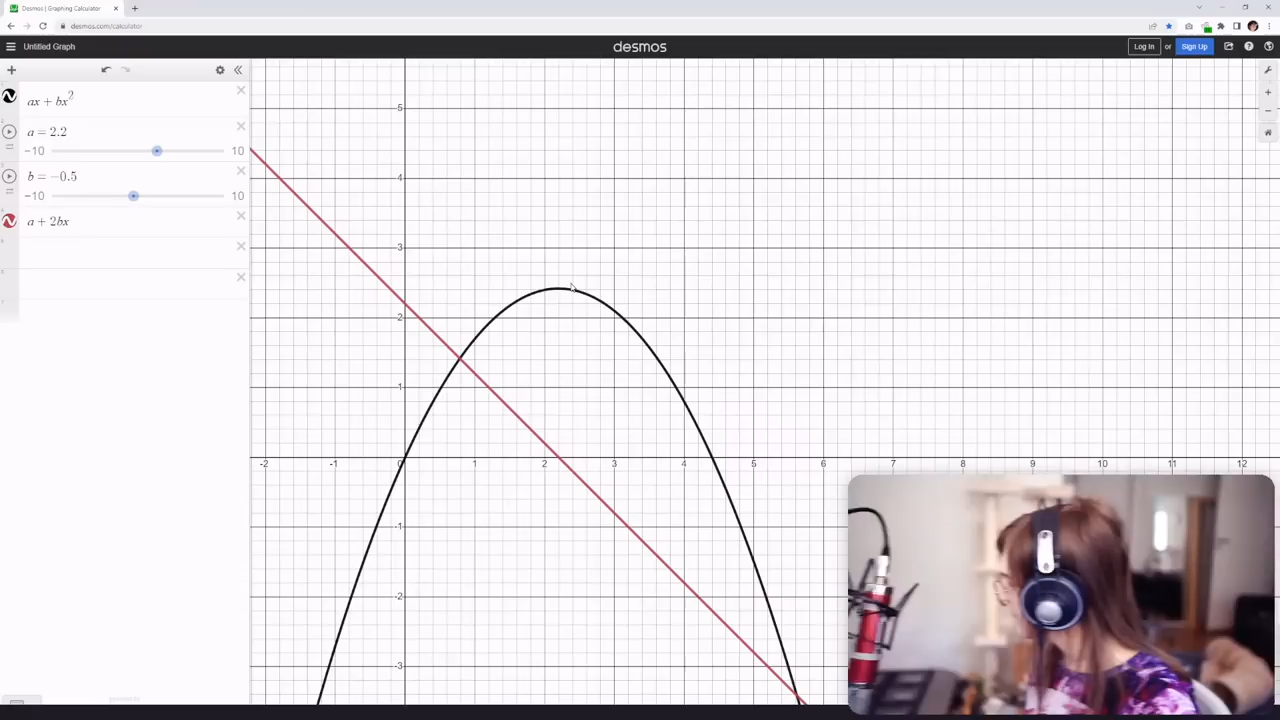 Desmos | Graphing Calculator
desmos.com/calculator
Untitled Graph
desmos
Log In or Sign Up
ax + bx²
a = 2.2
-10 10
b = −0.5
-10 10
a + 2bx
5
4
3
2
1
-2 -1 0 1 2 3 4 5 6 7 8 9 10 11 12
-1
-2
-3